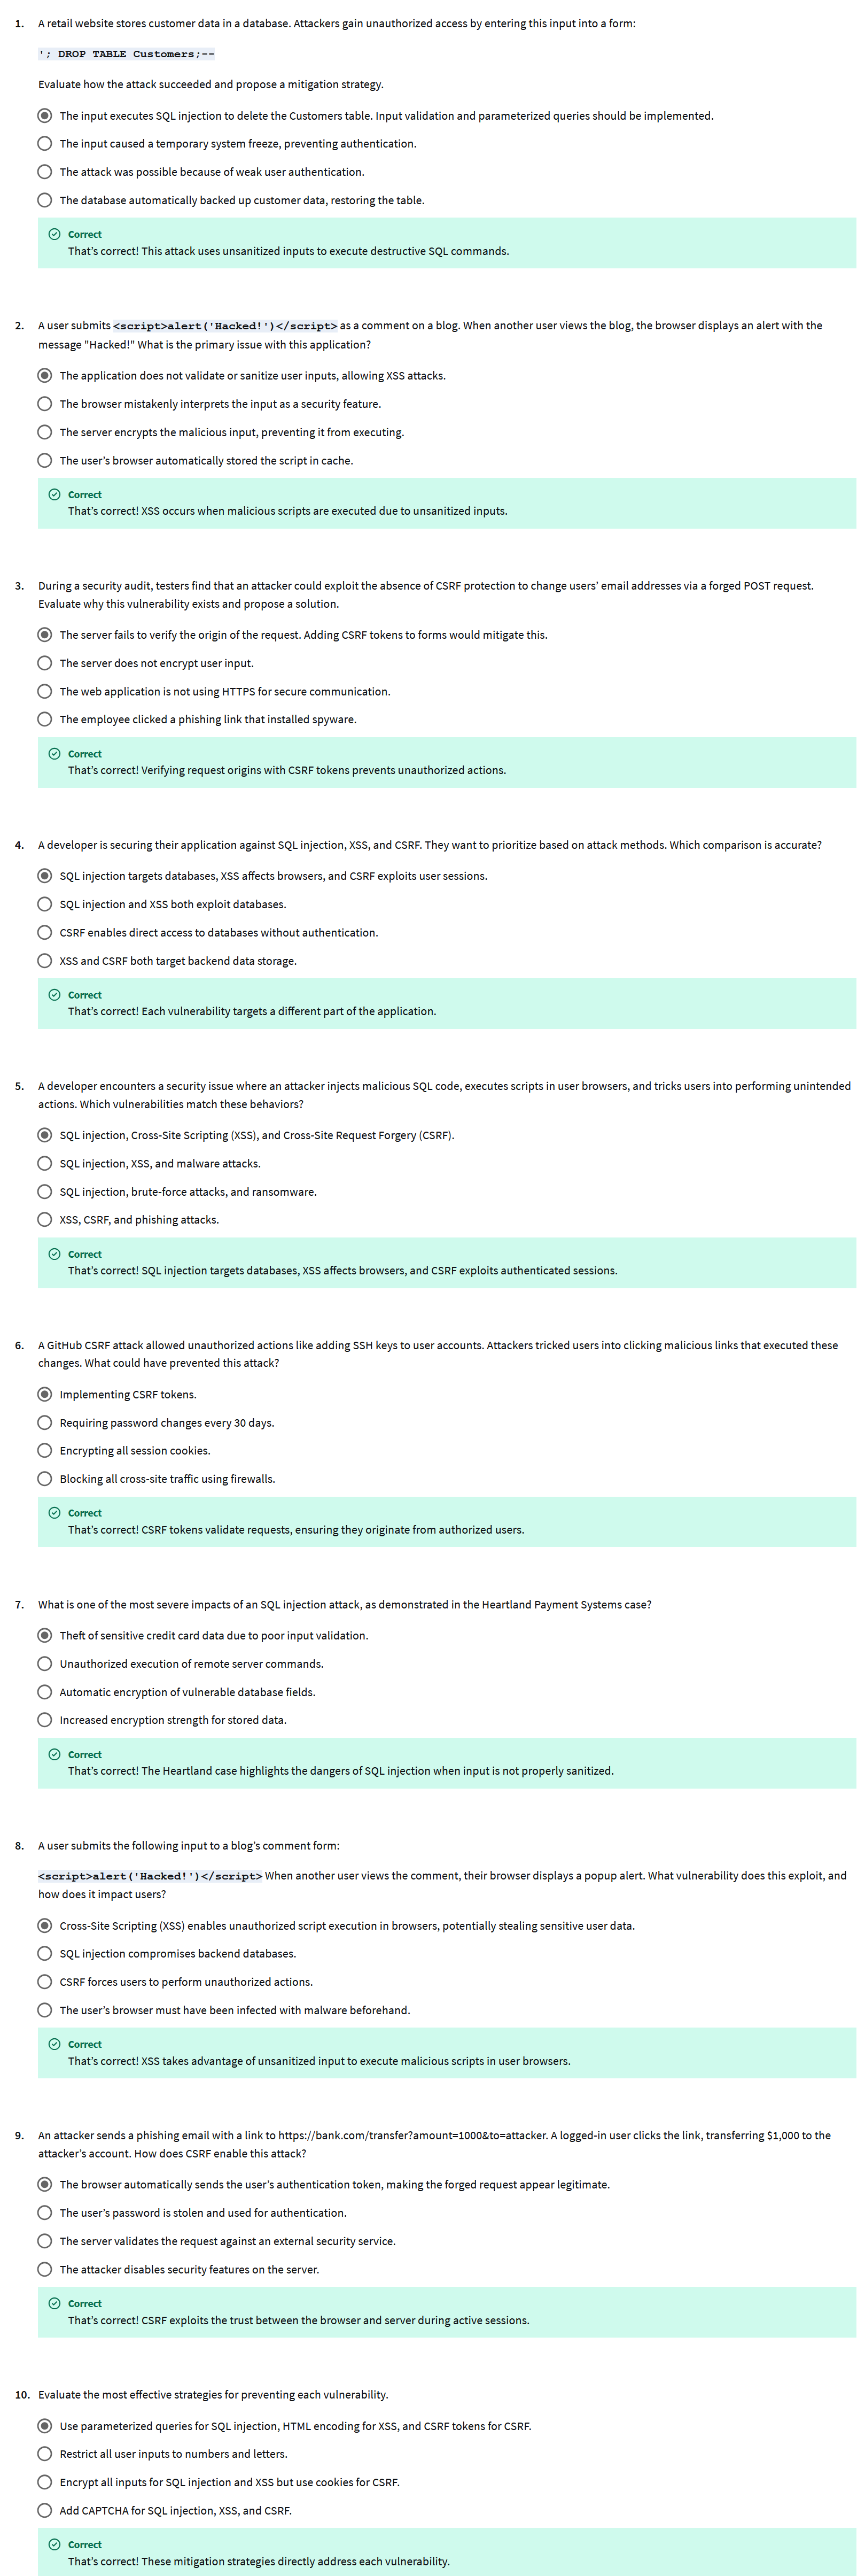 1. A retail website stores customer data in a database. Attackers gain unauthorized access by entering this input into a form:
'; DROP TABLE Customers;--
Evaluate how the attack succeeded and propose a mitigation strategy.
The input executes SQL injection to delete the Customers table. Input validation and parameterized queries should be implemented.
The input caused a temporary system freeze, preventing authentication.
The attack was possible because of weak user authentication.
The database automatically backed up customer data, restoring the table.
Correct
That's correct! This attack uses unsanitized inputs to execute destructive SQL commands.
2. A user submits <script>alert('Hacked!')</script> as a comment on a blog. When another user views the blog, the browser displays an alert with the
message "Hacked!" What is the primary issue with this application?
The application does not validate or sanitize user inputs, allowing XSS attacks.
The browser mistakenly interprets the input as a security feature.
The server encrypts the malicious input, preventing it from executing.
The user's browser automatically stored the script in cache.
Correct
That's correct! XSS occurs when malicious scripts are executed due to unsanitized inputs.
3. During a security audit, testers find that an attacker could exploit the absence of CSRF protection to change users' email addresses via a forged POST request.
Evaluate why this vulnerability exists and propose a solution.
The server fails to verify the origin of the request. Adding CSRF tokens to forms would mitigate this.
The server does not encrypt user input.
The web application is not using HTTPS for secure communication.
The employee clicked a phishing link that installed spyware.
Correct
That's correct! Verifying request origins with CSRF tokens prevents unauthorized actions.
4. A developer is securing their application against SQL injection, XSS, and CSRF. They want to prioritize based on attack methods. Which comparison is accurate?
SQL injection targets databases, XSS affects browsers, and CSRF exploits user sessions.
SQL injection and XSS both exploit databases.
CSRF enables direct access to databases without authentication.
XSS and CSRF both target backend data storage.
Correct
That's correct! Each vulnerability targets a different part of the application.
5. A developer encounters a security issue where an attacker injects malicious SQL code, executes scripts in user browsers, and tricks users into performing unintended
actions. Which vulnerabilities match these behaviors?
SQL injection, Cross-Site Scripting (XSS), and Cross-Site Request Forgery (CSRF).
SQL injection, XSS, and malware attacks.
SQL injection, brute-force attacks, and ransomware.
XSS, CSRF, and phishing attacks.
Correct
That's correct! SQL injection targets databases, XSS affects browsers, and CSRF exploits authenticated sessions.
6. A GitHub CSRF attack allowed unauthorized actions like adding SSH keys to user accounts. Attackers tricked users into clicking malicious links that executed these
changes. What could have prevented this attack?
Implementing CSRF tokens.
Requiring password changes every 30 days.
Encrypting all session cookies.
Blocking all cross-site traffic using firewalls.
Correct
That's correct! CSRF tokens validate requests, ensuring they originate from authorized users.
7. What is one of the most severe impacts of an SQL injection attack, as demonstrated in the Heartland Payment Systems case?
Theft of sensitive credit card data due to poor input validation.
Unauthorized execution of remote server commands.
Automatic encryption of vulnerable database fields.
Increased encryption strength for stored data.
Correct
That's correct! The Heartland case highlights the dangers of SQL injection when input is not properly sanitized.
8. A user submits the following input to a blog's comment form:
<script>alert('Hacked!')</script> When another user views the comment, their browser displays a popup alert. What vulnerability does this exploit, and
how does it impact users?
Cross-Site Scripting (XSS) enables unauthorized script execution in browsers, potentially stealing sensitive user data.
SQL injection compromises backend databases.
CSRF forces users to perform unauthorized actions.
The user's browser must have been infected with malware beforehand.
Correct
That's correct! XSS takes advantage of unsanitized input to execute malicious scripts in user browsers.
9. An attacker sends a phishing email with a link to https://bank.com/transfer?amount=1000&to=attacker. A logged-in user clicks the link, transferring $1,000 to the
attacker's account. How does CSRF enable this attack?
The browser automatically sends the user's authentication token, making the forged request appear legitimate.
The user's password is stolen and used for authentication.
The server validates the request against an external security service.
The attacker disables security features on the server.
Correct
That's correct! CSRF exploits the trust between the browser and server during active sessions.
10. Evaluate the most effective strategies for preventing each vulnerability.
Use parameterized queries for SQL injection, HTML encoding for XSS, and CSRF tokens for CSRF.
Restrict all user inputs to numbers and letters.
Encrypt all inputs for SQL injection and XSS but use cookies for CSRF.
Add CAPTCHA for SQL injection, XSS, and CSRF.
Correct
That's correct! These mitigation strategies directly address each vulnerability.